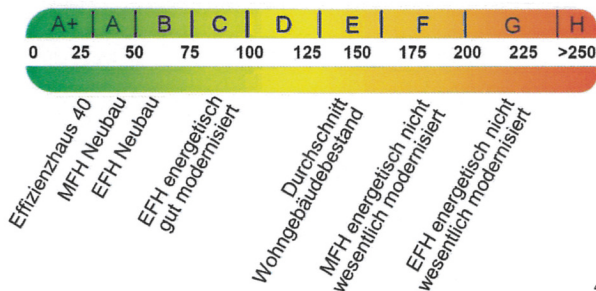 A+ A B C D E F G H
0 25 50 75 100 125 150 175 200 225 >250
Effizienzhaus 40
MFH Neubau
EFH Neubau
EFH energetisch
gut modernisiert
Durchschnitt
Wohngebäudebestand
MFH energetisch nicht
wesentlich modernisiert
EFH energetisch nicht
wesentlich modernisiert